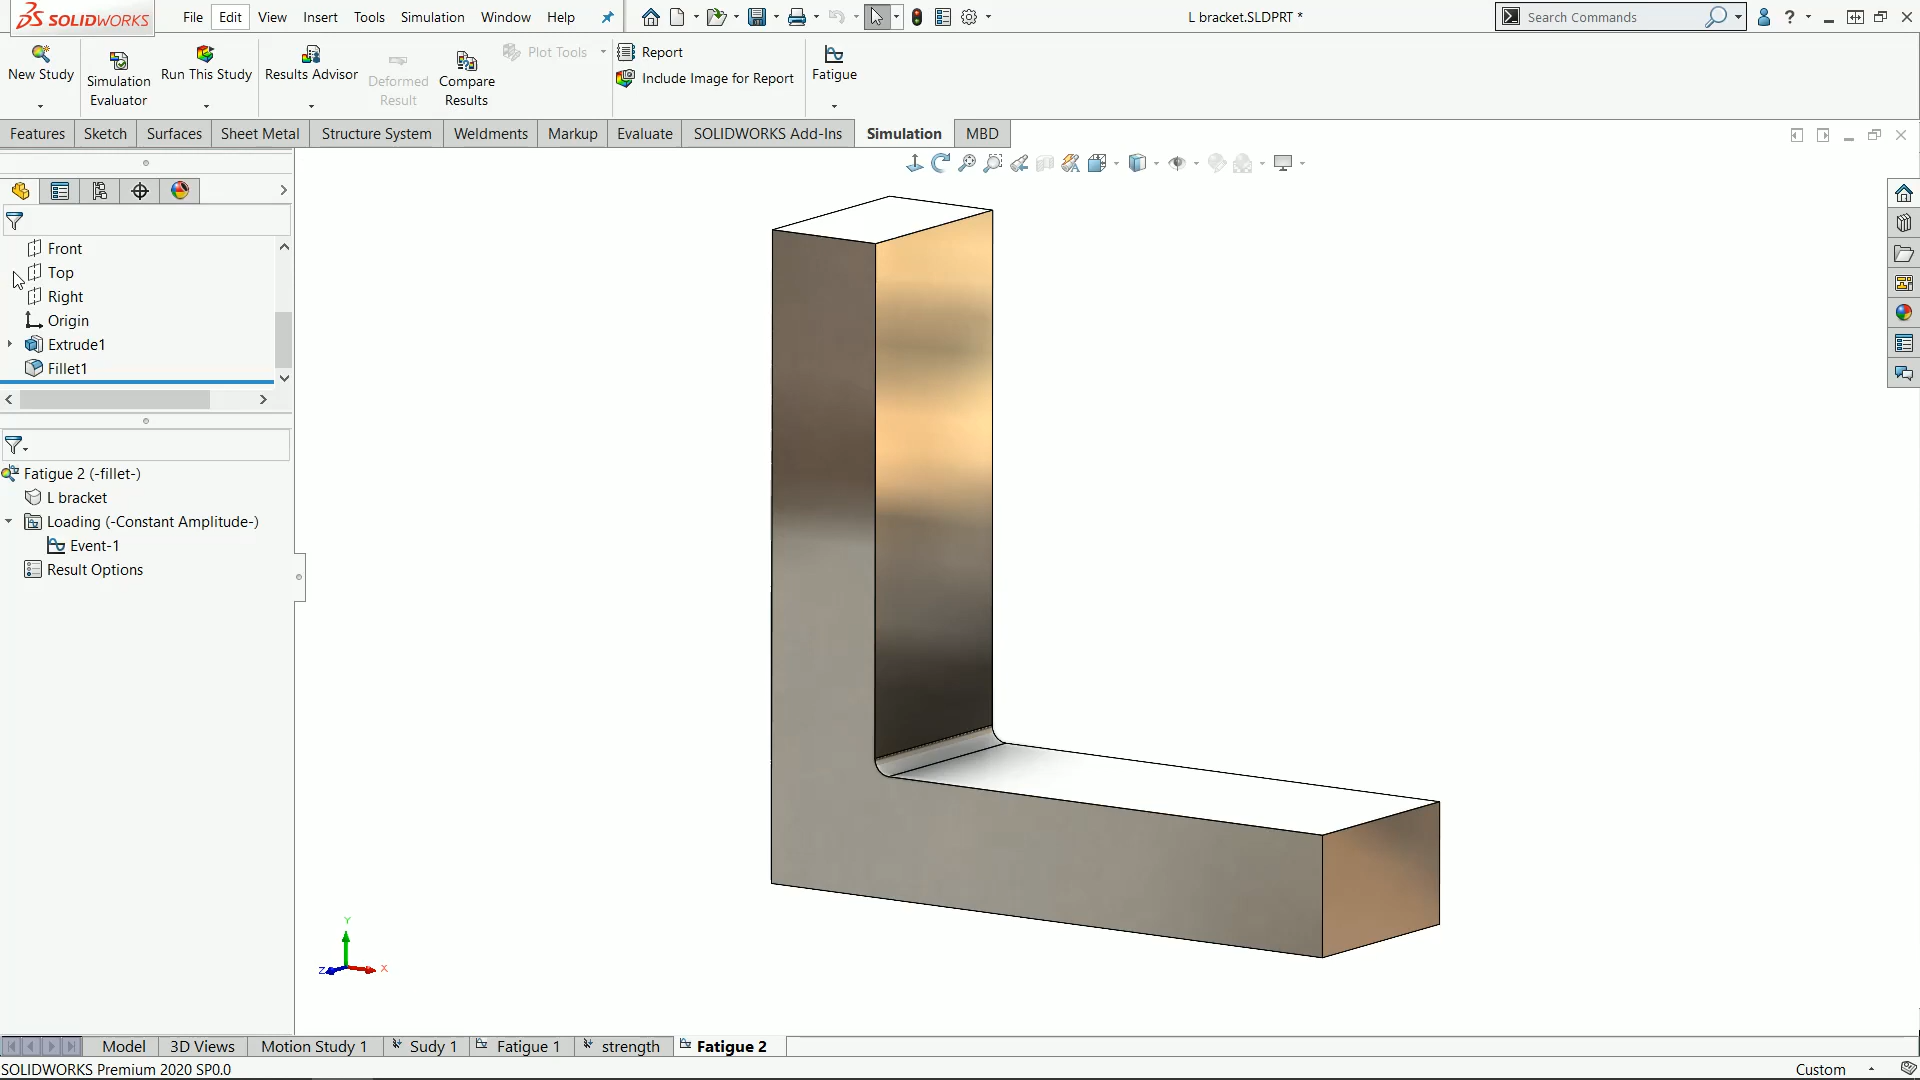 SOLIDWORKS File Edit View Insert Tools Simulation Window Help L bracket.SLDPRT * Search Commands ?
New Study Simulation Evaluator Run This Study Results Advisor Deformed Result Compare Results Plot Tools Report Include Image for Report Fatigue
Features Sketch Surfaces Sheet Metal Structure System Weldments Markup Evaluate SOLIDWORKS Add-Ins Simulation MBD
Front
Top
Right
Origin
Extrude1
Fillet1
Fatigue 2 (-fillet-)
L bracket
Loading (-Constant Amplitude-)
Event-1
Result Options
Y
Z X
Model 3D Views Motion Study 1 Sudy 1 Fatigue 1 strength Fatigue 2
SOLIDWORKS Premium 2020 SP0.0 Custom